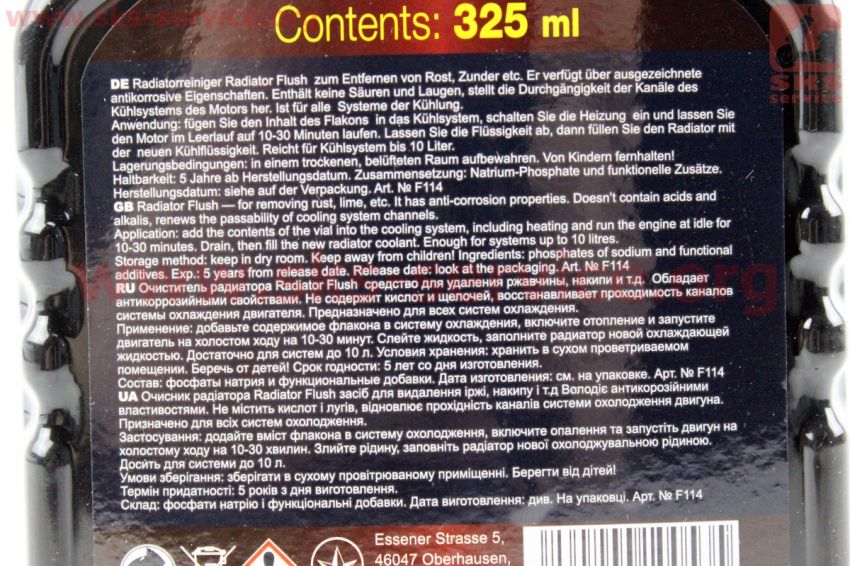 www.sks-service
SKS
service
Contents: 325 ml
DE Radiatorreiniger Radiator Flush zum Entfernen von Rost, Zunder etc. Er verfügt über ausgezeichnete
antikorrosive Eigenschaften. Enthält keine Säuren und Laugen, stellt die Durchgängigkeit der Kanäle des
Kühlsystems des Motors her. Ist für alle Systeme der Kühlung.
Anwendung: fügen Sie den Inhalt des Flakons in das Kühlsystem, schalten Sie die Heizung ein und lassen Sie
den Motor im Leerlauf auf 10-30 Minuten laufen. Lassen Sie die Flüssigkeit ab, dann füllen Sie den Radiator mit
der neuen Kühlflüssigkeit. Reicht für Kühlsystem bis 10 Liter.
Lagerungsbedingungen: in einem trockenen, belüfteten Raum aufbewahren. Von Kindern fernhalten!
Haltbarkeit: 5 Jahre ab Herstellungsdatum. Zusammensetzung: Natrium-Phosphate und funktionelle Zusätze.
Herstellungsdatum: siehe auf der Verpackung. Art. № F114
GB Radiator Flush — for removing rust, lime, etc. It has anti-corrosion properties. Doesn't contain acids and
alkalis, renews the passability of cooling system channels.
Application: add the contents of the vial into the cooling system, including heating and run the engine at idle for
10-30 minutes. Drain, then fill the new radiator coolant. Enough for systems up to 10 litres.
Storage method: keep in dry room. Keep away from children! Ingredients: phosphates of sodium and functional
additives. Exp.: 5 years from release date. Release date: look at the packaging. Art. № F114
RU Очиститель радиатора Radiator Flush средство для удаления ржавчины, накипи и т.д. Обладает
антикоррозийными свойствами. Не содержит кислот и щелочей, восстанавливает проходимость каналов
системы охлаждения двигателя. Предназначено для всех систем охлаждения.
Применение: добавьте содержимое флакона в систему охлаждения, включите отопление и запустите
двигатель на холостом ходу на 10-30 минут. Слейте жидкость, заполните радиатор новой охлаждающей
жидкостью. Достаточно для систем до 10 л. Условия хранения: хранить в сухом проветриваемом
помещении. Беречь от детей! Срок годности: 5 лет со дня изготовления.
Состав: фосфаты натрия и функциональные добавки. Дата изготовления: см. на упаковке. Арт. № F114
UA Очисник радіатора Radiator Flush засіб для видалення іржі, накипу і т.д Володіє антикорозійними
властивостями. Не містить кислот і лугів, відновлює прохідність каналів системи охолодження двигуна.
Призначено для всіх систем охолодження.
Застосування: додайте вміст флакона в систему охолодження, включите опалення та запустіть двигун на
холостому ходу на 10-30 хвилин. Злийте рідину, заповніть радіатор нової охолоджувальною рідиною.
Досить для системи до 10 л.
Умови зберігання: зберігати в сухому провітрюваному приміщенні. Берегти від дітей!
Термін придатності: 5 років з дня виготовлення.
Склад: фосфати натрію і функціональні добавки. Дата виготовлення: див. На упаковці. Арт. № F114
Essener Strasse 5,
46047 Oberhausen,